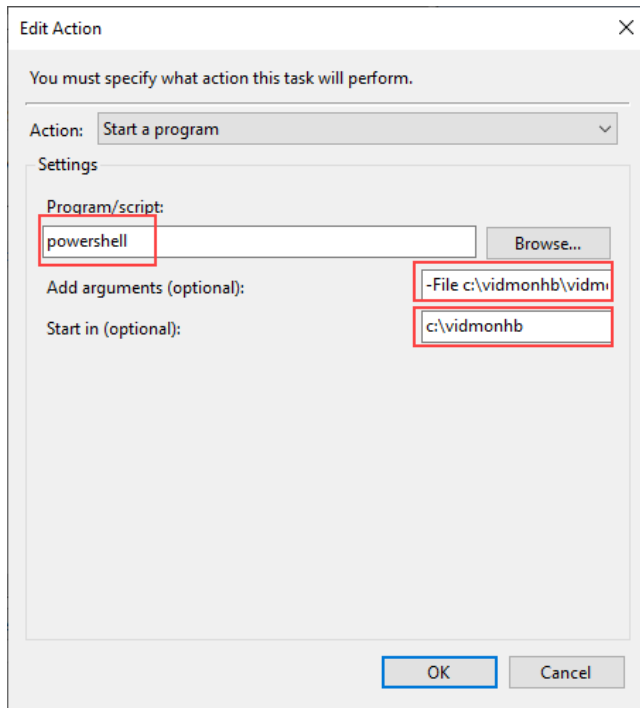 Edit Action
You must specify what action this task will perform.
Action: Start a program
Settings
Program/script:
powershell Browse...
Add arguments (optional): -File c:\vidmonhb\vidm
Start in (optional): c:\vidmonhb
OK Cancel